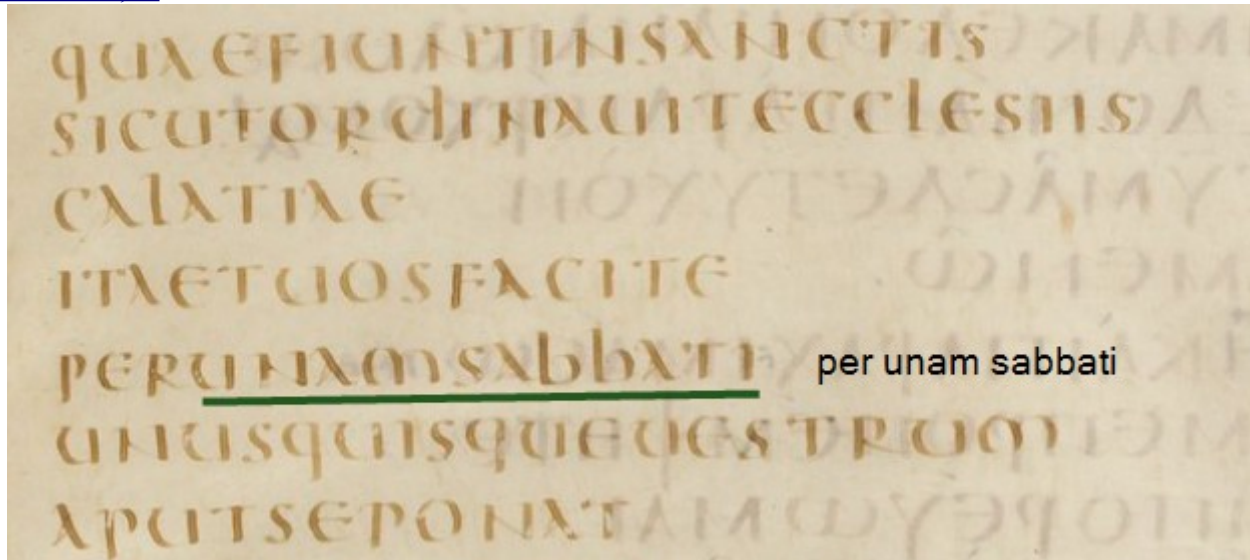 quaefiuntinsanctis
sicutordinauitecclesiis
galatiae
itaetuosfacite
perunamsabbati per unam sabbati
unusquisqueuestrum
aputseponat